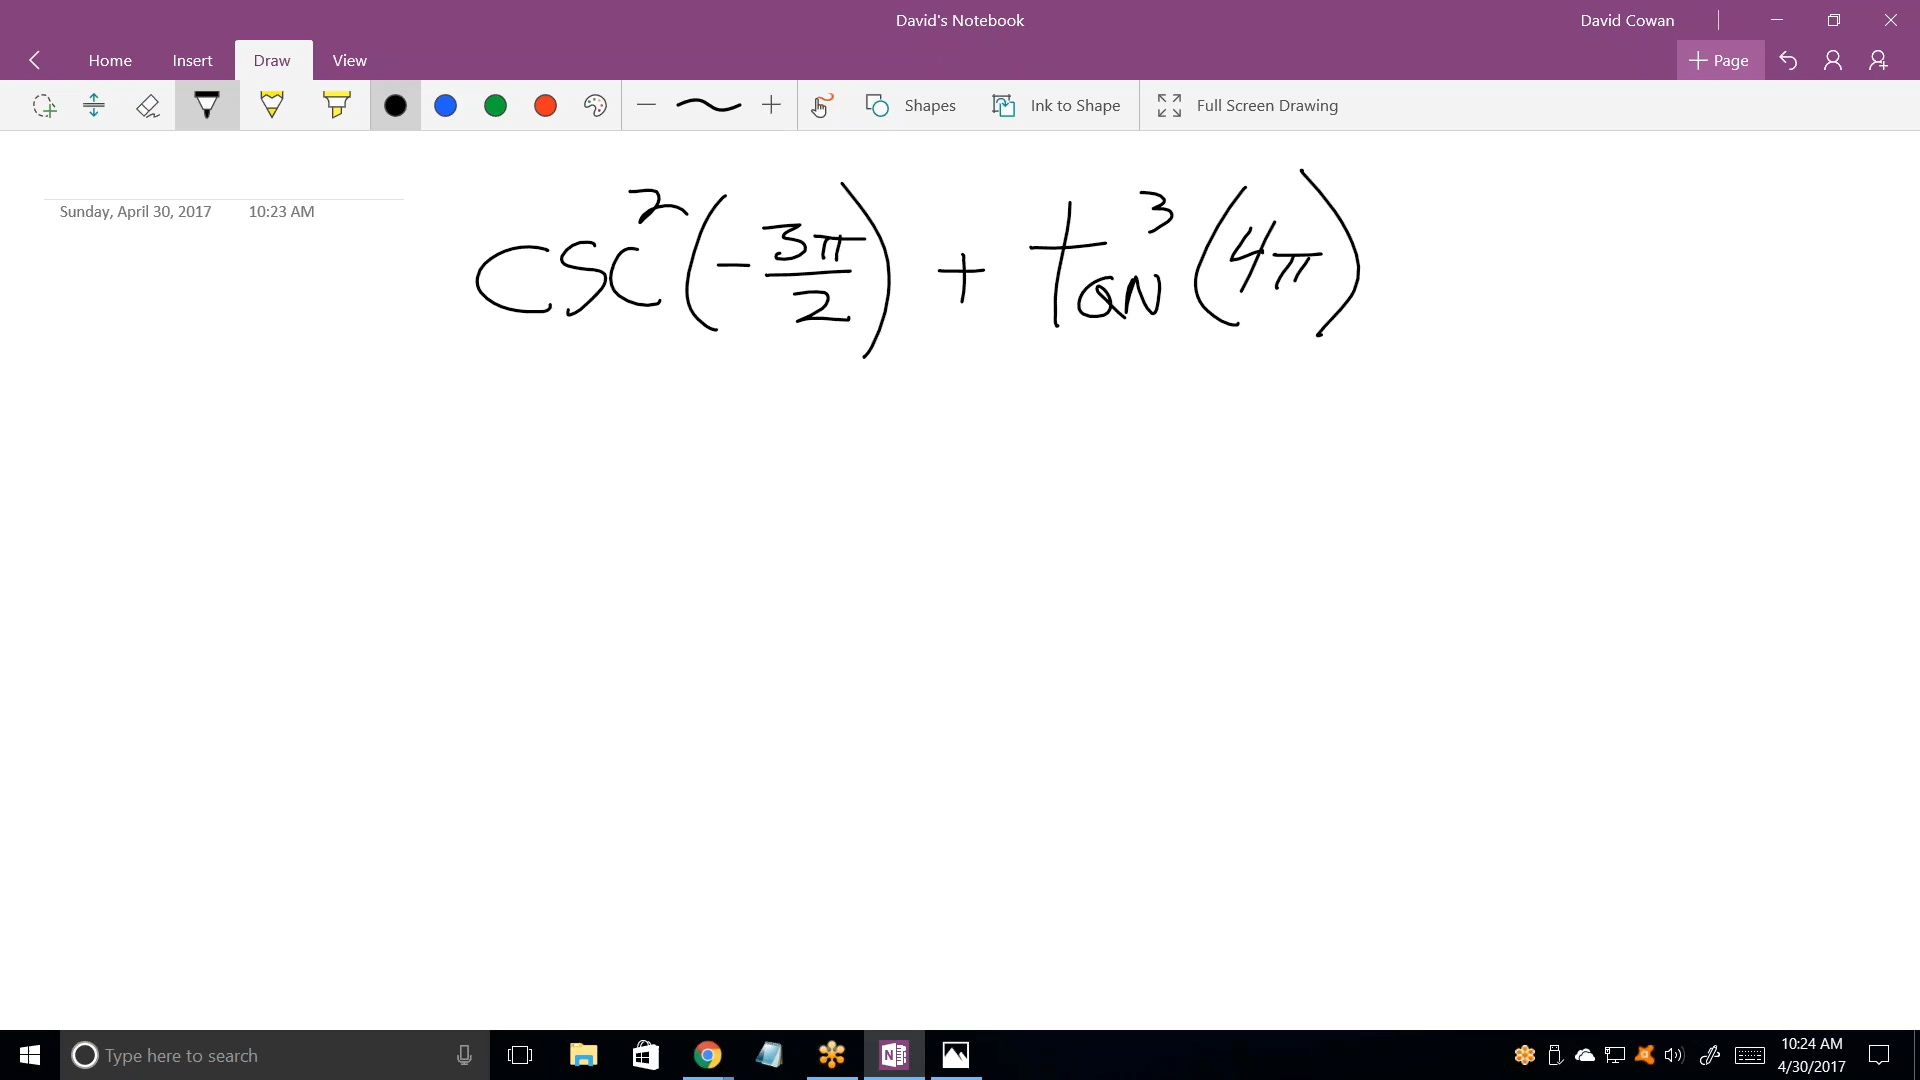 David's Notebook David Cowan
Home Insert Draw View Page
Shapes Ink to Shape Full Screen Drawing
Sunday, April 30, 2017 10:23 AM
csc²(-3π/2) + tan³(4π)
Type here to search 10:24 AM
4/30/2017